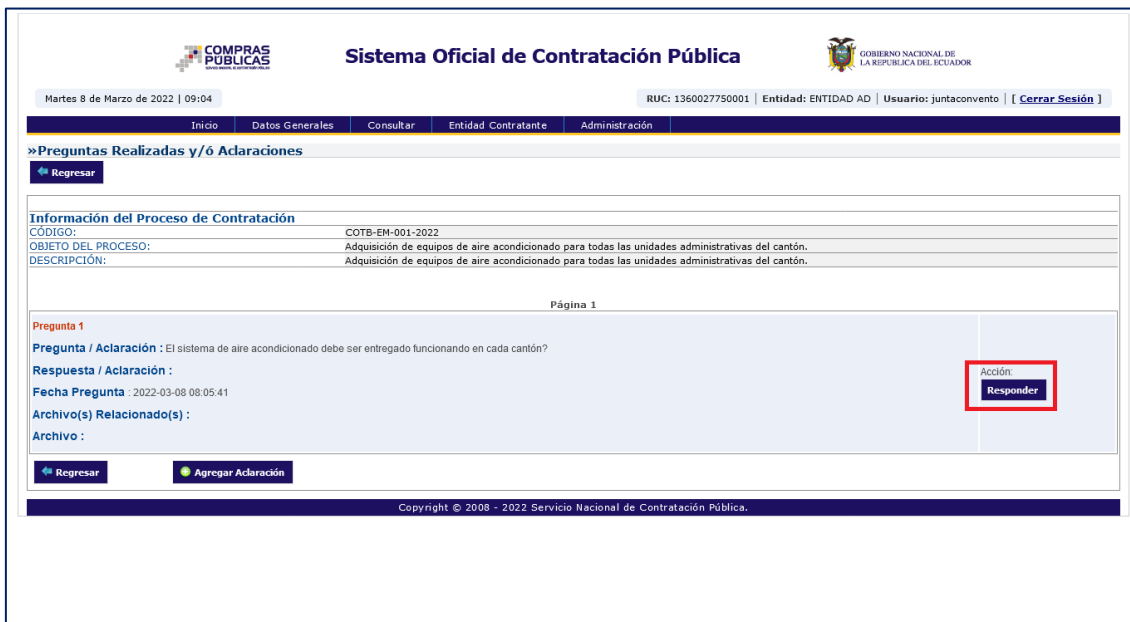 COMPRAS
PÚBLICAS
Sistema Oficial de Contratación Pública
GOBIERNO NACIONAL DE
LA REPUBLICA DEL ECUADOR
Martes 8 de Marzo de 2022 | 09:04
RUC: 1360027750001 | Entidad: ENTIDAD AD | Usuario: juntaconvento | [ Cerrar Sesión ]
Inicio Datos Generales Consultar Entidad Contratante Administración
»Preguntas Realizadas y/ó Aclaraciones
Regresar
Información del Proceso de Contratación
CÓDIGO: COTB-EM-001-2022
OBJETO DEL PROCESO: Adquisición de equipos de aire acondicionado para todas las unidades administrativas del cantón.
DESCRIPCIÓN: Adquisición de equipos de aire acondicionado para todas las unidades administrativas del cantón.
Página 1
Pregunta 1
Pregunta / Aclaración : El sistema de aire acondicionado debe ser entregado funcionando en cada cantón?
Respuesta / Aclaración :
Acción:
Fecha Pregunta : 2022-03-08 08:05:41
Responder
Archivo(s) Relacionado(s) :
Archivo :
Regresar Agregar Aclaración
Copyright © 2008 - 2022 Servicio Nacional de Contratación Pública.